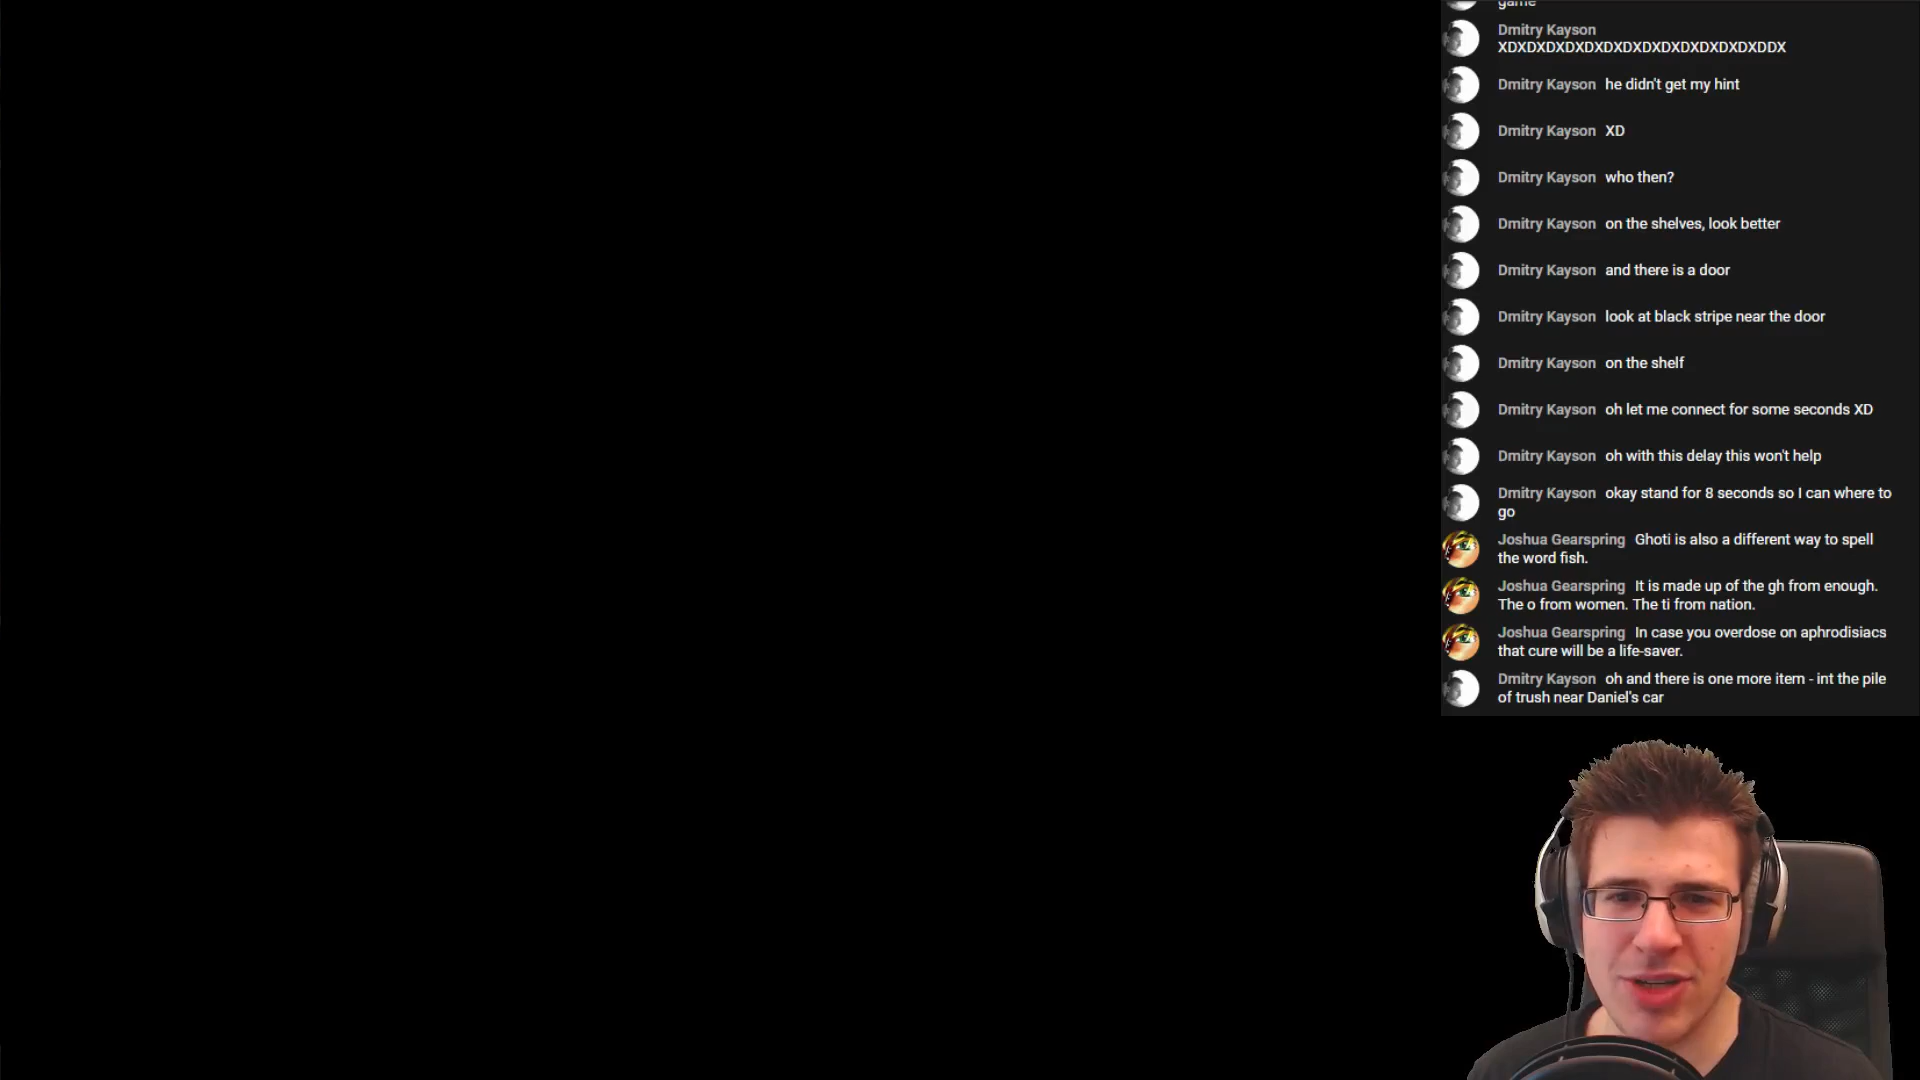 game
Dmitry Kayson
XDXDXDXDXDXDXDXDXDXDXDXDXDXDDX
Dmitry Kayson he didn't get my hint
Dmitry Kayson XD
Dmitry Kayson who then?
Dmitry Kayson on the shelves, look better
Dmitry Kayson and there is a door
Dmitry Kayson look at black stripe near the door
Dmitry Kayson on the shelf
Dmitry Kayson oh let me connect for some seconds XD
Dmitry Kayson oh with this delay this won't help
Dmitry Kayson okay stand for 8 seconds so I can where to
go
Joshua Gearspring Ghoti is also a different way to spell
the word fish.
Joshua Gearspring It is made up of the gh from enough.
The o from women. The ti from nation.
Joshua Gearspring In case you overdose on aphrodisiacs
that cure will be a life-saver.
Dmitry Kayson oh and there is one more item - int the pile
of trush near Daniel's car